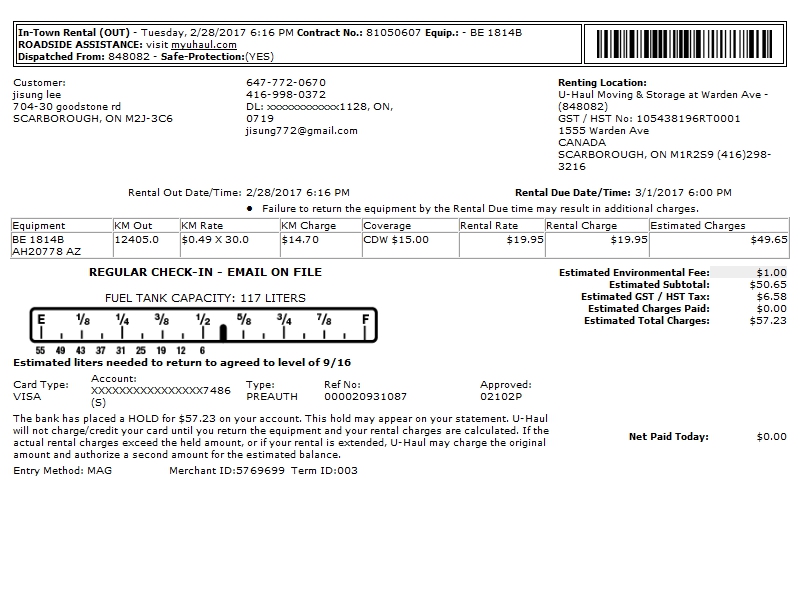 In-Town Rental (OUT) - Tuesday, 2/28/2017 6:16 PM Contract No.: 81050607 Equip.: - BE 1814B
ROADSIDE ASSISTANCE: visit myuhaul.com
Dispatched From: 848082 - Safe-Protection:(YES)
Customer:
jisung lee
704-30 goodstone rd
SCARBOROUGH, ON M2J-3C6
647-772-0670
416-998-0372
DL: xxxxxxxxxxx1128, ON,
0719
jisung772@gmail.com
Renting Location:
U-Haul Moving & Storage at Warden Ave -
(848082)
GST / HST No: 105438196RT0001
1555 Warden Ave
CANADA
SCARBOROUGH, ON M1R2S9 (416)298-
3216
Rental Out Date/Time: 2/28/2017 6:16 PM
Rental Due Date/Time: 3/1/2017 6:00 PM
• Failure to return the equipment by the Rental Due time may result in additional charges.
Equipment KM Out KM Rate KM Charge Coverage Rental Rate Rental Charge Estimated Charges
BE 1814B 12405.0 $0.49 X 30.0 $14.70 CDW $15.00 $19.95 $19.95 $49.65
AH20778 AZ
REGULAR CHECK-IN - EMAIL ON FILE
FUEL TANK CAPACITY: 117 LITERS
E 1/8 1/4 3/8 1/2 5/8 3/4 7/8 F
55 49 43 37 31 25 19 12 6
Estimated liters needed to return to agreed to level of 9/16
Estimated Environmental Fee: $1.00
Estimated Subtotal: $50.65
Estimated GST / HST Tax: $6.58
Estimated Charges Paid: $0.00
Estimated Total Charges: $57.23
Card Type:
VISA
Account:
XXXXXXXXXXXXXXXX7486
(S)
Type:
PREAUTH
Ref No:
000020931087
Approved:
02102P
The bank has placed a HOLD for $57.23 on your account. This hold may appear on your statement. U-Haul
will not charge/credit your card until you return the equipment and your rental charges are calculated. If the
actual rental charges exceed the held amount, or if your rental is extended, U-Haul may charge the original
amount and authorize a second amount for the estimated balance.
Net Paid Today: $0.00
Entry Method: MAG Merchant ID:5769699 Term ID:003